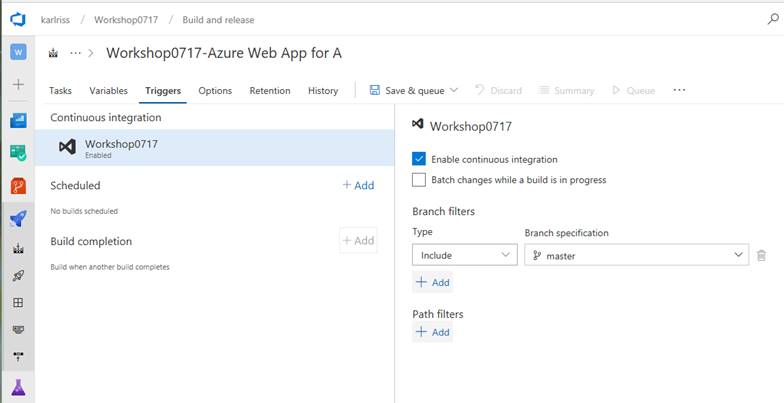 karlriss / Workshop0717 / Build and release
W
... > Workshop0717-Azure Web App for A
Tasks Variables Triggers Options Retention History Save & queue Discard Summary Queue ...
Continuous integration
Workshop0717
Enabled
Scheduled + Add
No builds scheduled
Build completion + Add
Build when another build completes
Workshop0717
Enable continuous integration
Batch changes while a build is in progress
Branch filters
Type Branch specification
Include master
+ Add
Path filters
+ Add